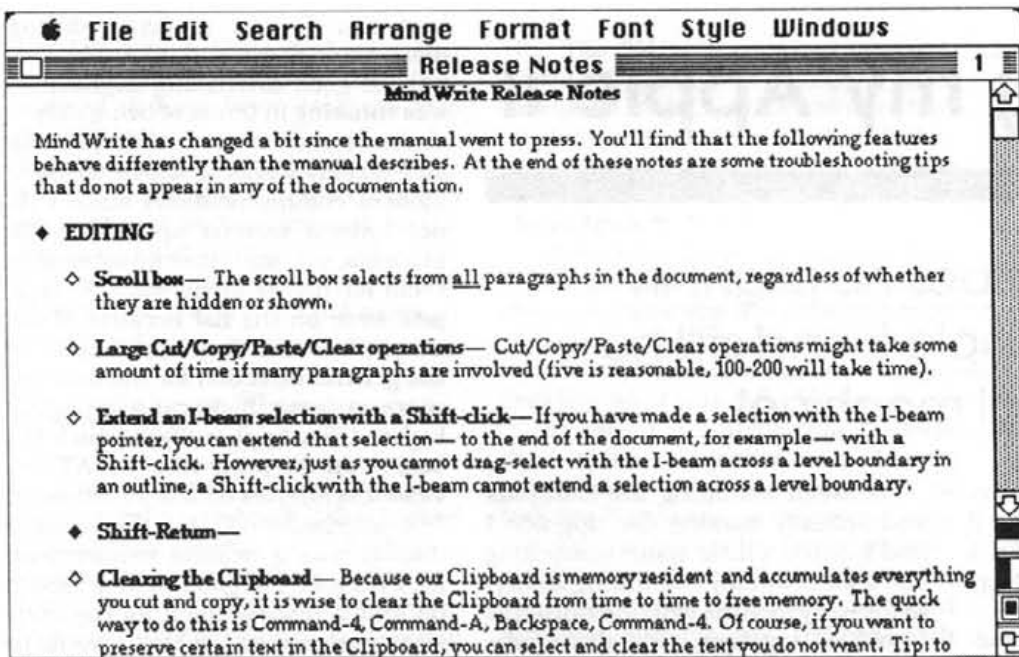 File Edit Search Arrange Format Font Style Windows
Release Notes 1
MindWrite Release Notes
MindWrite has changed a bit since the manual went to press. You'll find that the following features
behave differently than the manual describes. At the end of these notes are some troubleshooting tips
that do not appear in any of the documentation.
◆ EDITING
◇ Scroll box— The scroll box selects from all paragraphs in the document, regardless of whether
they are hidden or shown.
◇ Large Cut/Copy/Paste/Clear operations— Cut/Copy/Paste/Clear operations might take some
amount of time if many paragraphs are involved (five is reasonable, 100-200 will take time).
◇ Extend an I-beam selection with a Shift-click— If you have made a selection with the I-beam
pointer, you can extend that selection— to the end of the document, for example— with a
Shift-click. However, just as you cannot drag-select with the I-beam across a level boundary in
an outline, a Shift-click with the I-beam cannot extend a selection across a level boundary.
◆ Shift-Return—
◇ Clearing the Clipboard— Because our Clipboard is memory resident and accumulates everything
you cut and copy, it is wise to clear the Clipboard from time to time to free memory. The quick
way to do this is Command-4, Command-A, Backspace, Command-4. Of course, if you want to
preserve certain text in the Clipboard, you can select and clear the text you do not want. Tip: to